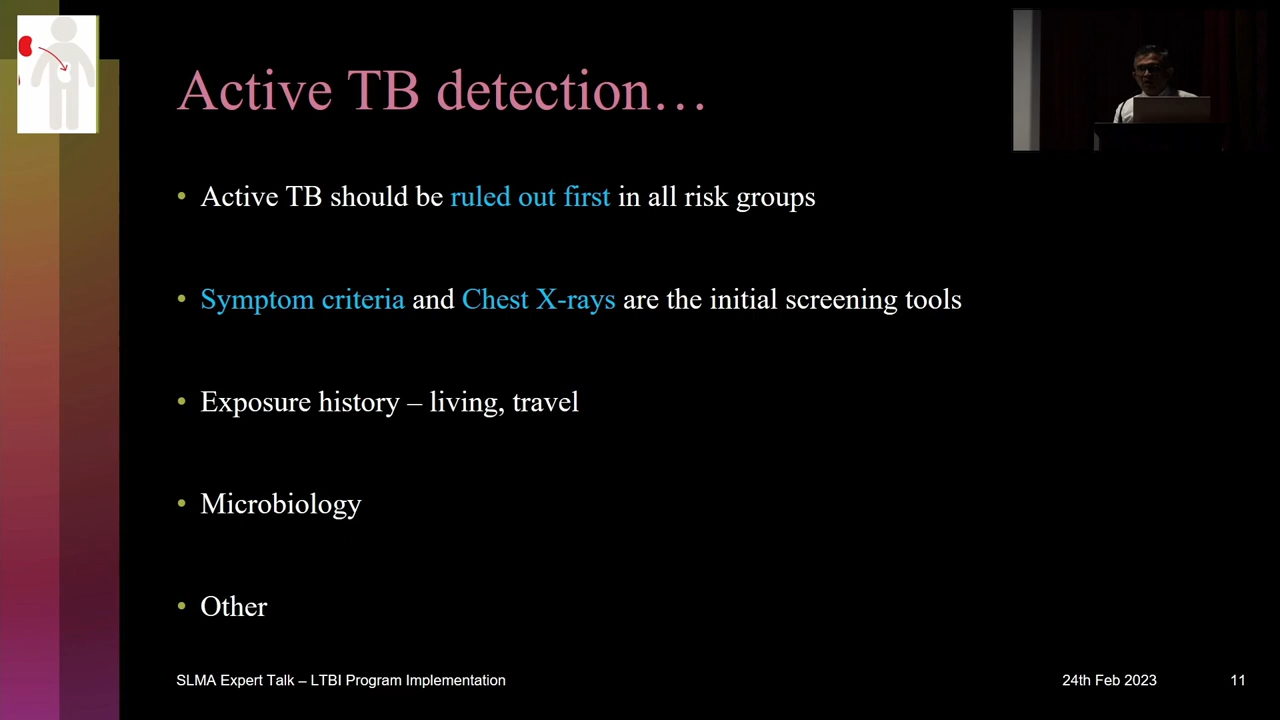 Active TB detection…
• Active TB should be ruled out first in all risk groups
• Symptom criteria and Chest X-rays are the initial screening tools
• Exposure history – living, travel
• Microbiology
• Other
SLMA Expert Talk – LTBI Program Implementation
24th Feb 2023
11